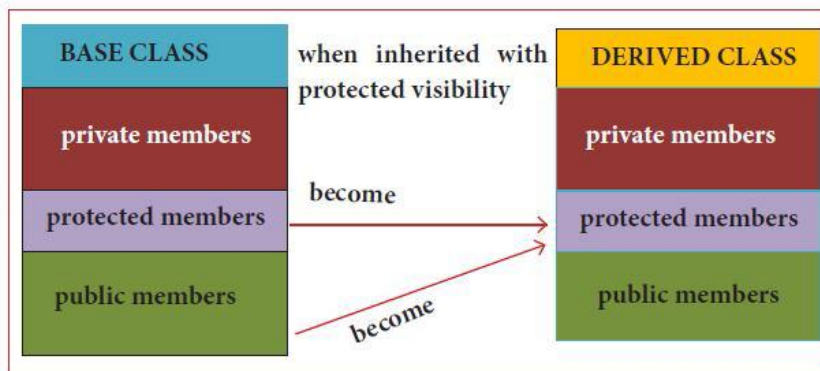 BASE CLASS
when inherited with
protected visibility
DERIVED CLASS
private members
private members
become
protected members
protected members
public members
become
public members